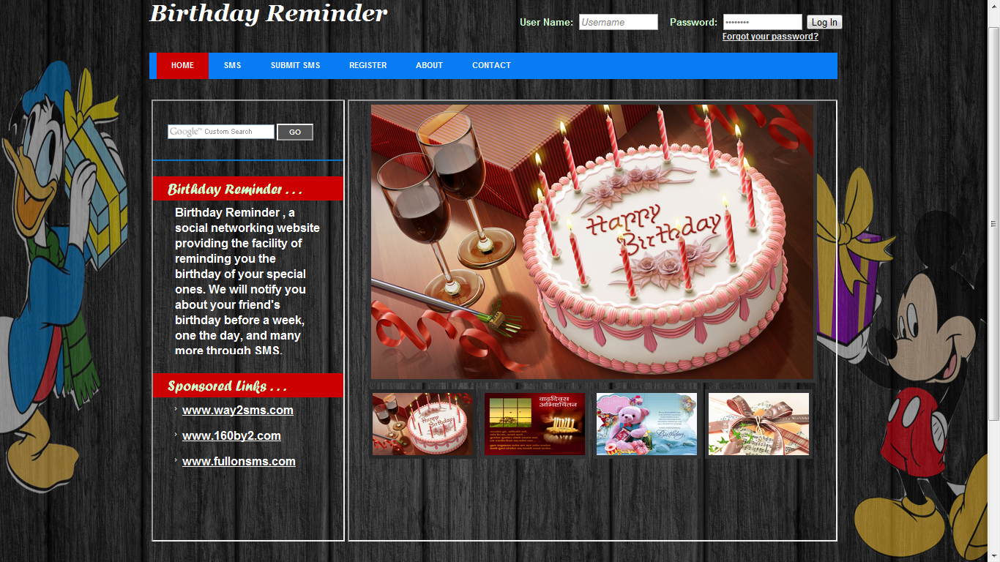 Birthday Reminder
User Name: Username Password: •••••••• Log In
Forgot your password?
HOME SMS SUBMIT SMS REGISTER ABOUT CONTACT
Google™ Custom Search GO
Birthday Reminder . . .
Birthday Reminder , a
social networking website
providing the facility of
reminding you the
birthday of your special
ones. We will notify you
about your friend's
birthday before a week,
one the day, and many
more through SMS.
Sponsored Links . . .
www.way2sms.com
www.160by2.com
www.fullonsms.com
Happy
Birthday
Happy
Birthday
वाढदिवस
अभिष्टचिंतन
Birthday